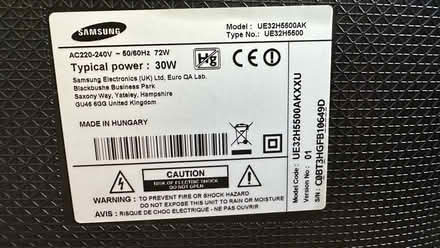 SAMSUNG
Model : UE32H5500AK
Type No.: UE32H5500
AC220-240V ~ 50/60Hz 72W
Typical power : 30W
Hg
CE
Samsung Electronics (UK) Ltd, Euro QA Lab.
Blackbushe Business Park.
Saxony Way, Yateley, Hampshire
GU46 6GG United Kingdom
MADE IN HUNGARY
CAUTION
RISK OF ELECTRIC SHOCK DO NOT OPEN
WARNING : TO PREVENT FIRE OR SHOCK HAZARD
DO NOT EXPOSE THIS UNIT TO RAIN OR MOISTURE
AVIS : RISQUE DE CHOC ELECTRIQUE - NE PAS OUVRIR
Model Code : UE32H5500AKXXU
Version No : 01
S/N :